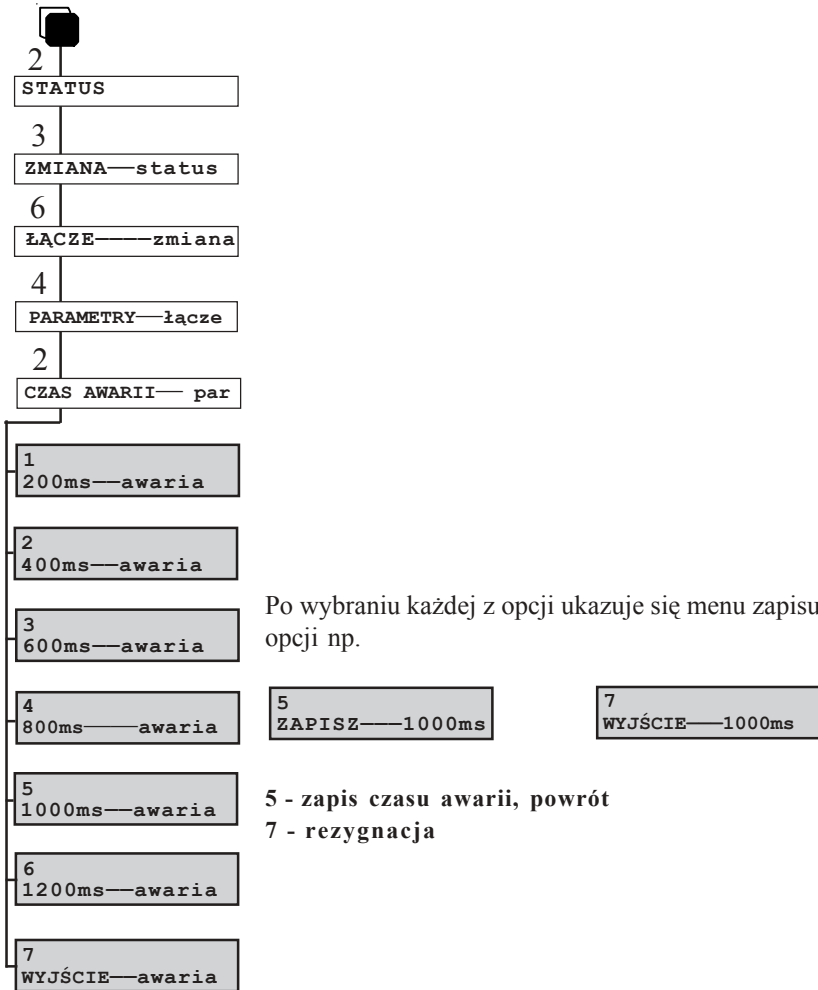 2
STATUS
3
ZMIANA──status
6
ŁĄCZE────zmiana
4
PARAMETRY──łącze
2
CZAS AWARII── par
1
200ms──awaria
2
400ms──awaria
3
600ms──awaria
4
800ms────awaria
5
1000ms──awaria
6
1200ms──awaria
7
WYJŚCIE──awaria
Po wybraniu każdej z opcji ukazuje się menu zapisu
opcji np.
5
ZAPISZ───1000ms
7
WYJŚCIE───1000ms
5 - zapis czasu awarii, powrót
7 - rezygnacja